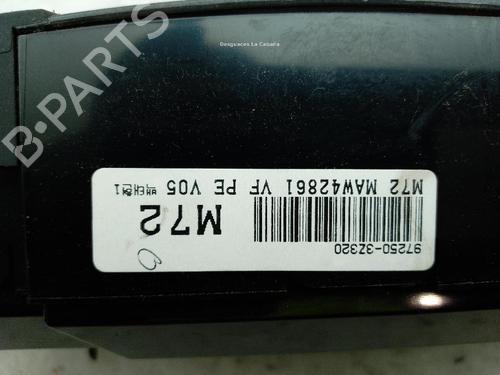 Desguaces La Cabaña
B-PARTS
97250-3Z320
M72
M72 MAW42861 VF PE V05